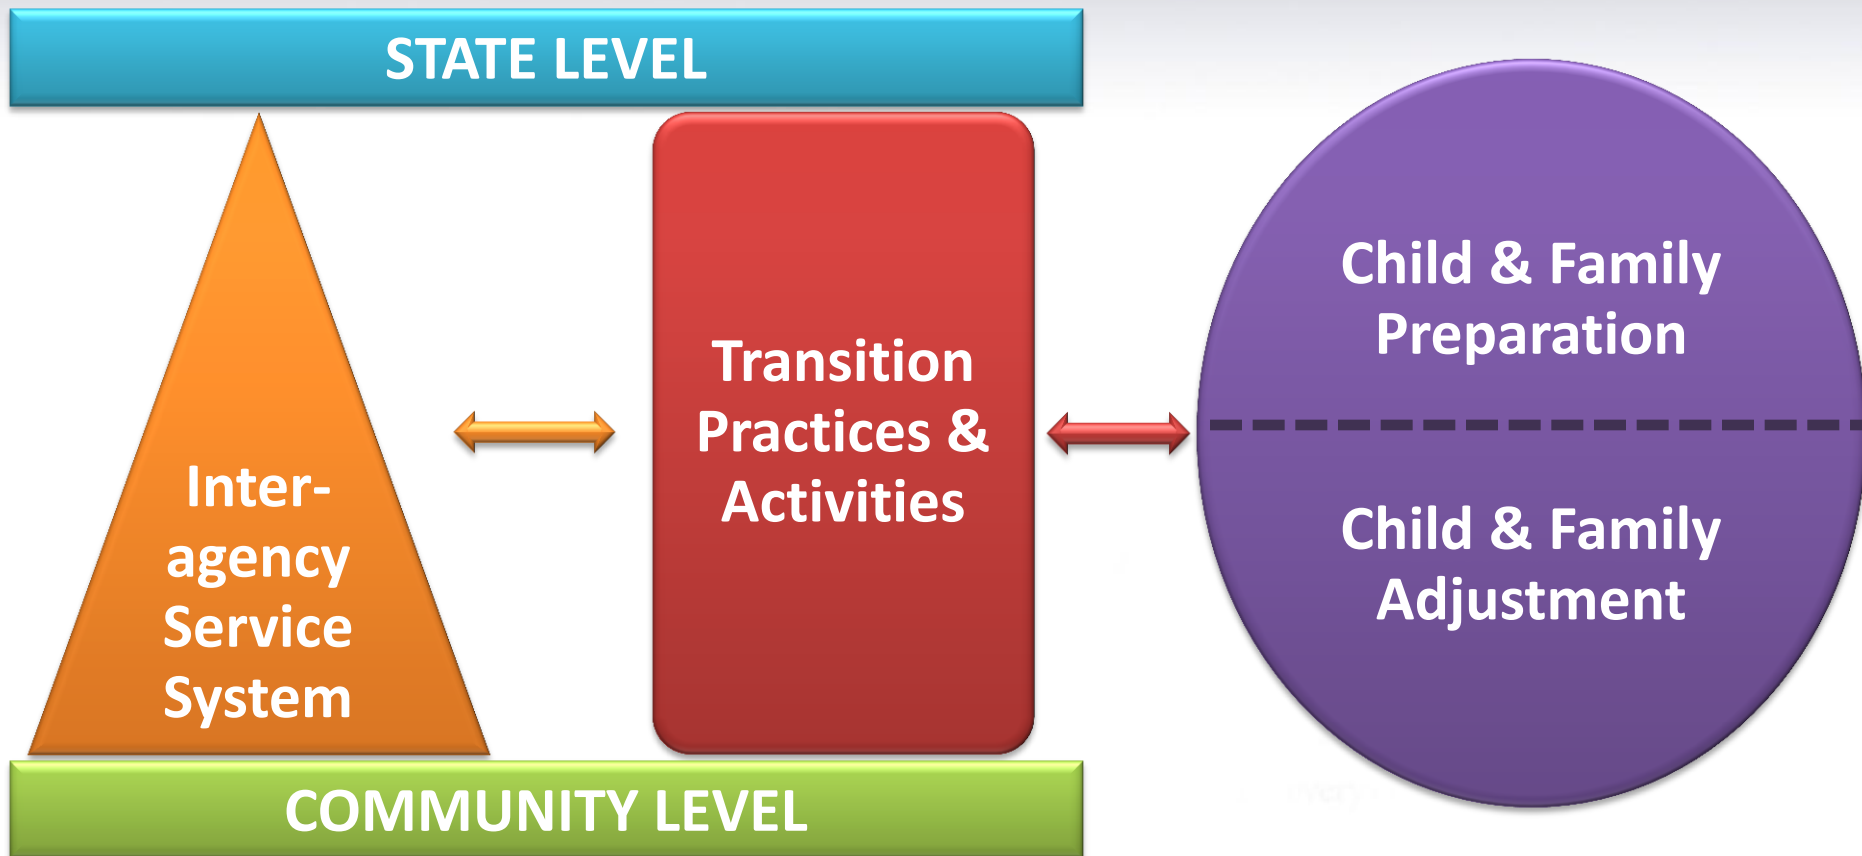 STATE LEVEL
Inter-
agency
Service
System
Transition
Practices &
Activities
Child & Family
Preparation
Child & Family
Adjustment
COMMUNITY LEVEL